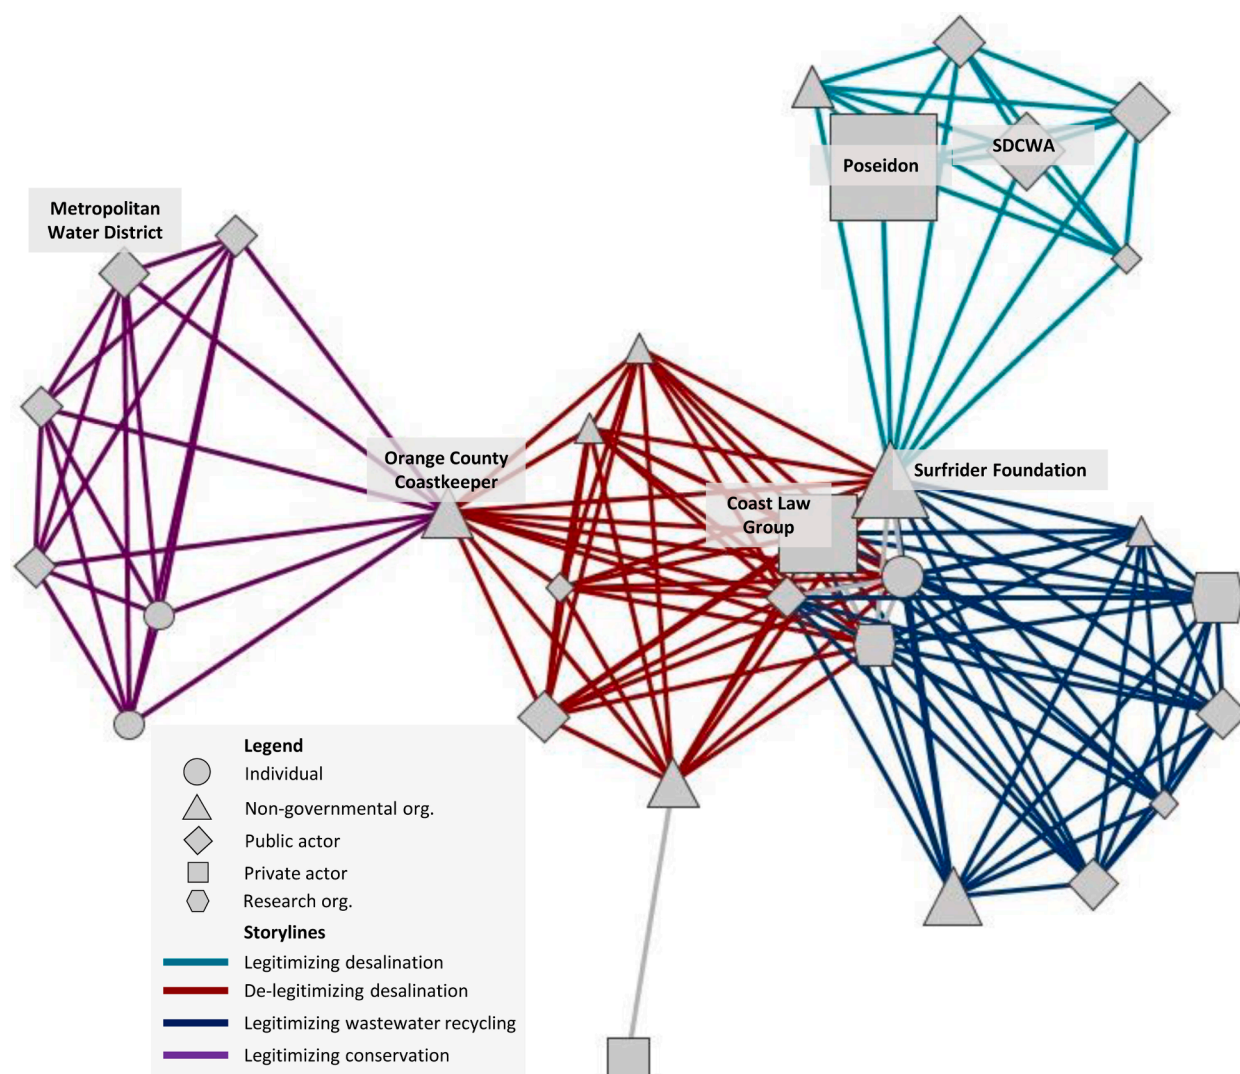 Poseidon
SDCWA
Metropolitan
Water District
Orange County
Coastkeeper
Surfrider Foundation
Coast Law
Group
Legend
Individual
Non-governmental org.
Public actor
Private actor
Research org.
Storylines
Legitimizing desalination
De-legitimizing desalination
Legitimizing wastewater recycling
Legitimizing conservation